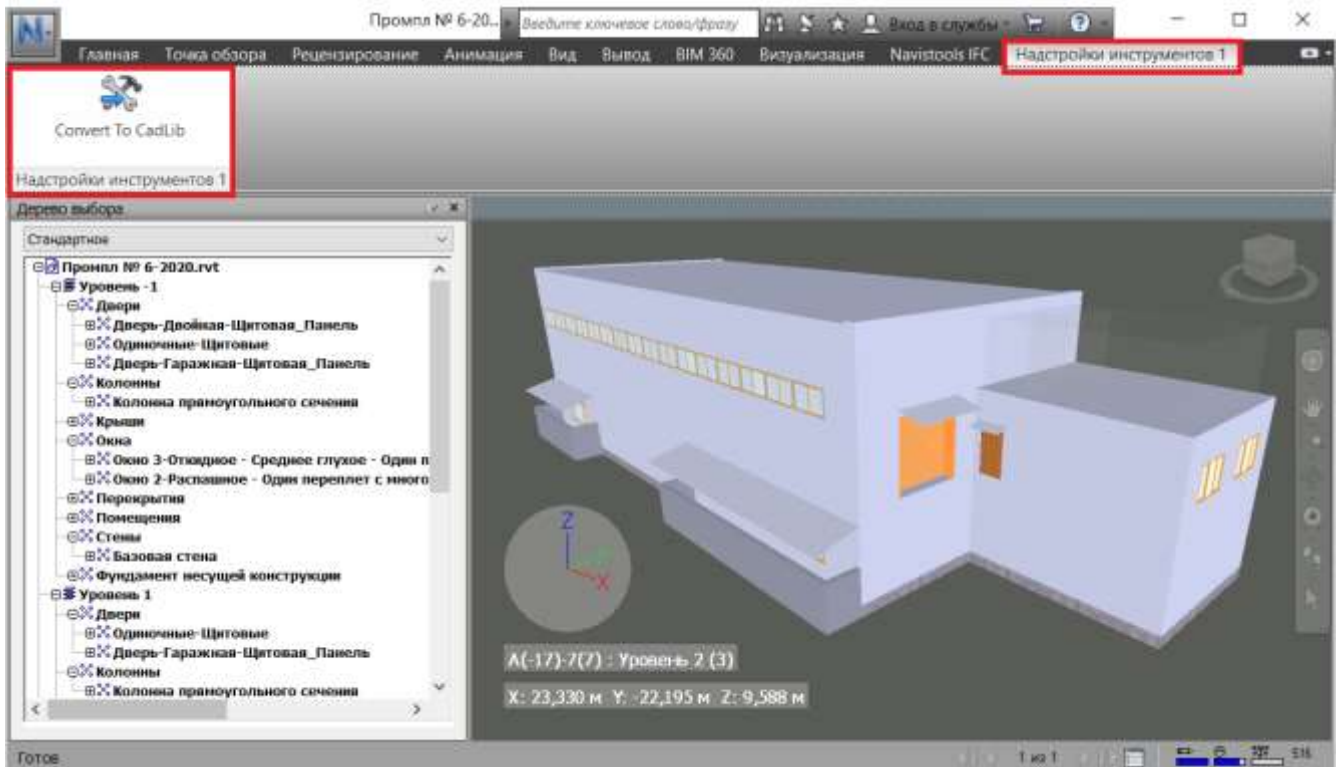 Промпл № 6-20...
Введите ключевое слово/фразу
Вход в службы
Главная Точка обзора Рецензирование Анимация Вид Вывод BIM 360 Визуализация Navistools IFC Надстройки инструментов 1
Convert To CadLib
Надстройки инструментов 1
Дерево выбора
Стандартное
Промпл № 6-2020.rvt
Уровень -1
Двери
Дверь-Двойная-Щитовая_Панель
Одиночные-Щитовые
Дверь-Гаражная-Щитовая_Панель
Колонны
Колонна прямоугольного сечения
Крыши
Окна
Окно 3-Откидное - Среднее глухое - Один п
Окно 2-Распашное - Один переплет с много
Перекрытия
Помещения
Стены
Базовая стена
Фундамент несущей конструкции
Уровень 1
Двери
Одиночные-Щитовые
Дверь-Гаражная-Щитовая_Панель
Колонны
Колонна прямоугольного сечения
Z
X
A(-17)-7(7) : Уровень 2 (3)
X: 23,330 м Y: -22,195 м Z: 9,588 м
Готов
1 из 1
516